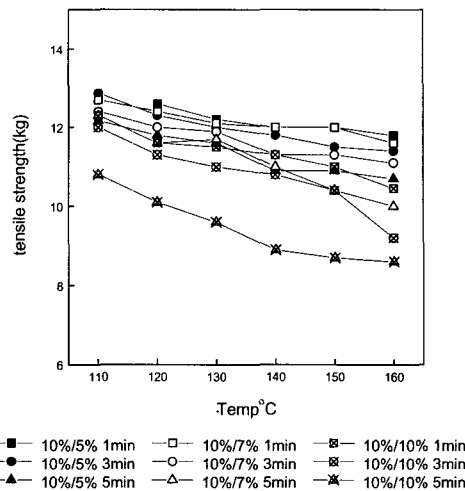 tensile strength(kg)
14
12
10
8
6
110 120 130 140 150 160
Temp°C
10%/5% 1min 10%/7% 1min 10%/10% 1min
10%/5% 3min 10%/7% 3min 10%/10% 3min
10%/5% 5min 10%/7% 5min 10%/10% 5min